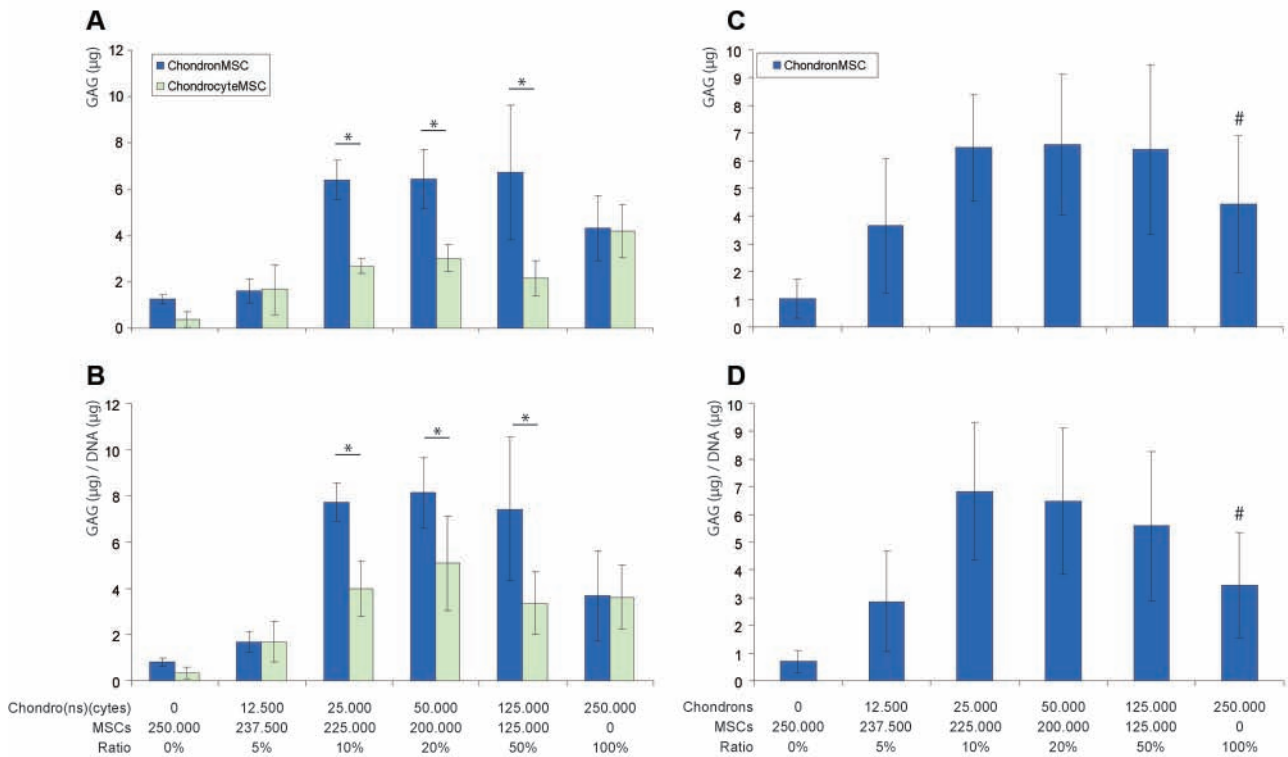 A
GAG (µg)
12
10
8
6
4
2
0
ChondronMSC
ChondrocyteMSC
*
*
*
B
GAG (µg) / DNA (µg)
12
10
8
6
4
2
0
*
*
*
Chondro(ns)(cytes) 0 12.500 25.000 50.000 125.000 250.000
MSCs 250.000 237.500 225.000 200.000 125.000 0
Ratio 0% 5% 10% 20% 50% 100%
C
GAG (µg)
10
9
8
7
6
5
4
3
2
1
0
ChondronMSC
#
D
GAG (µg) / DNA (µg)
10
9
8
7
6
5
4
3
2
1
0
#
Chondrons 0 12.500 25.000 50.000 125.000 250.000
MSCs 250.000 237.500 225.000 200.000 125.000 0
Ratio 0% 5% 10% 20% 50% 100%